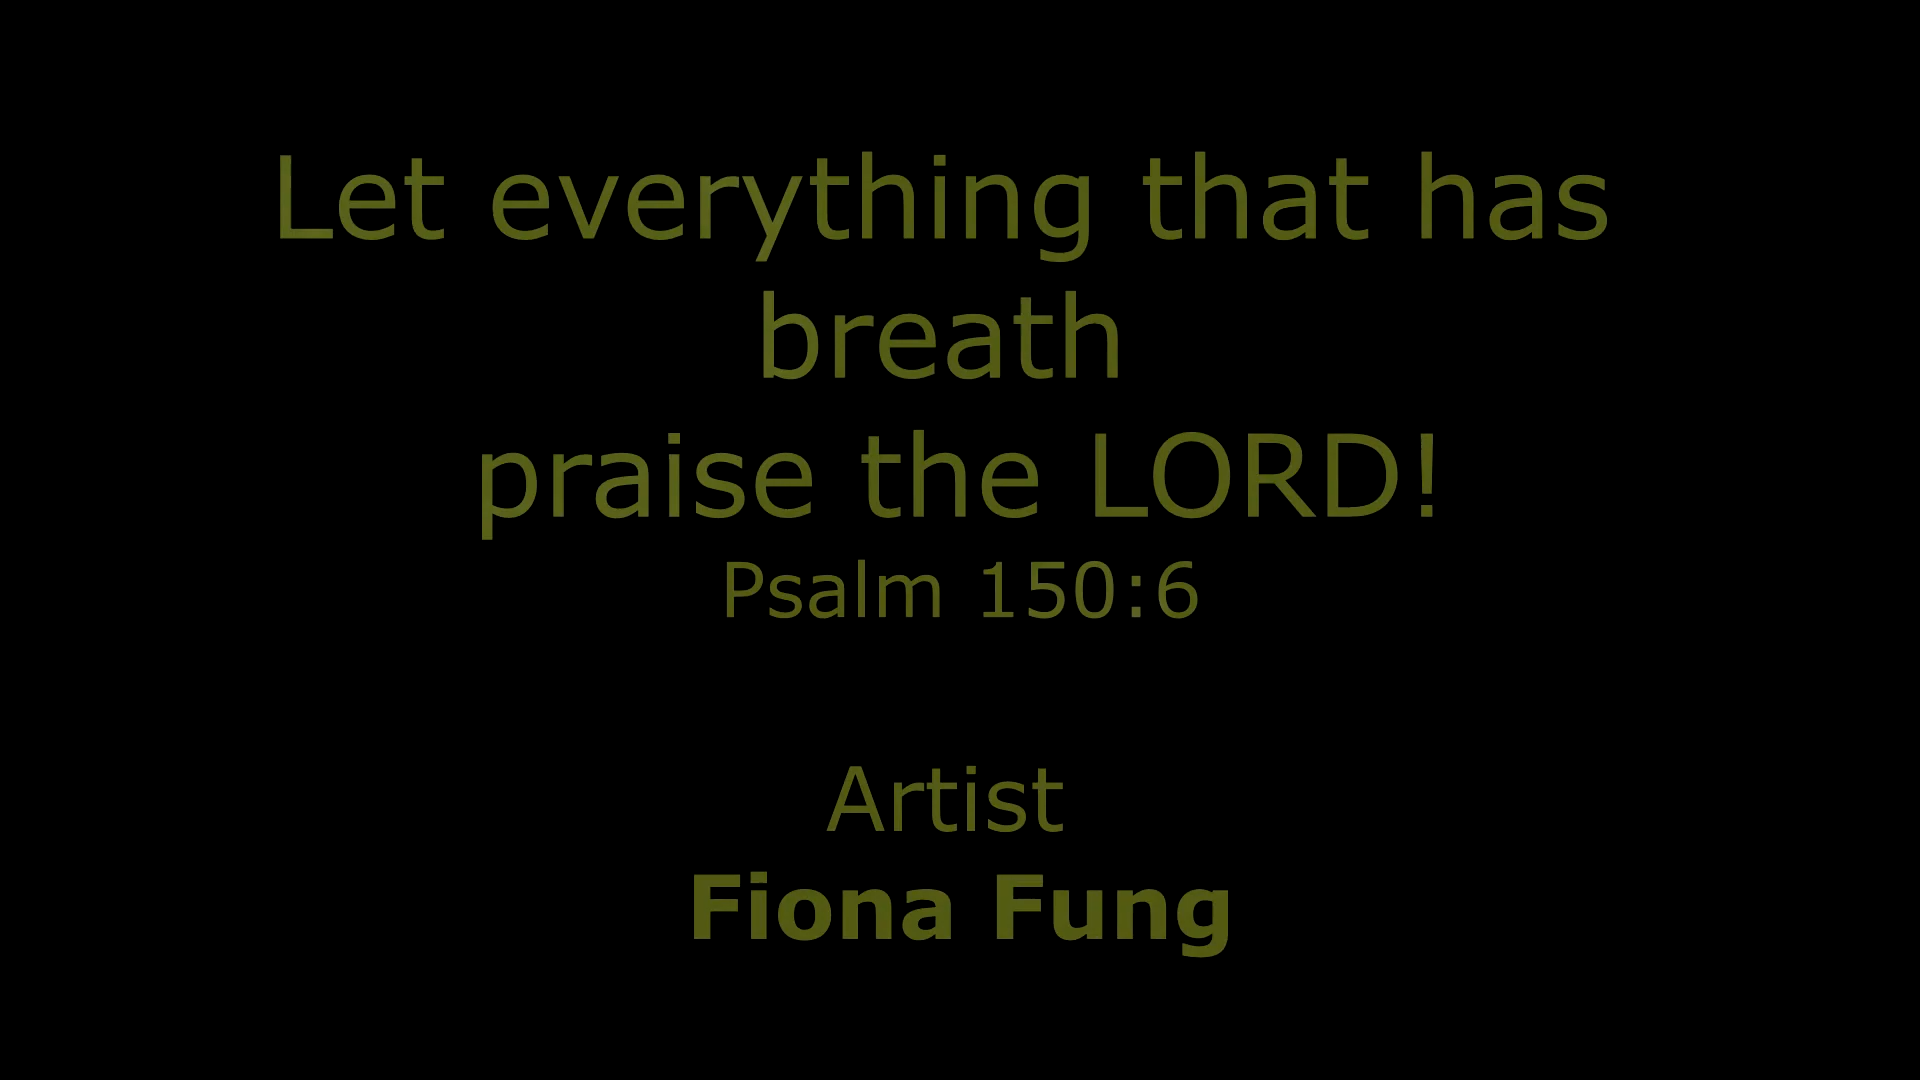 Let everything that has
breath
praise the LORD!
Psalm 150:6
Artist
Fiona Fung